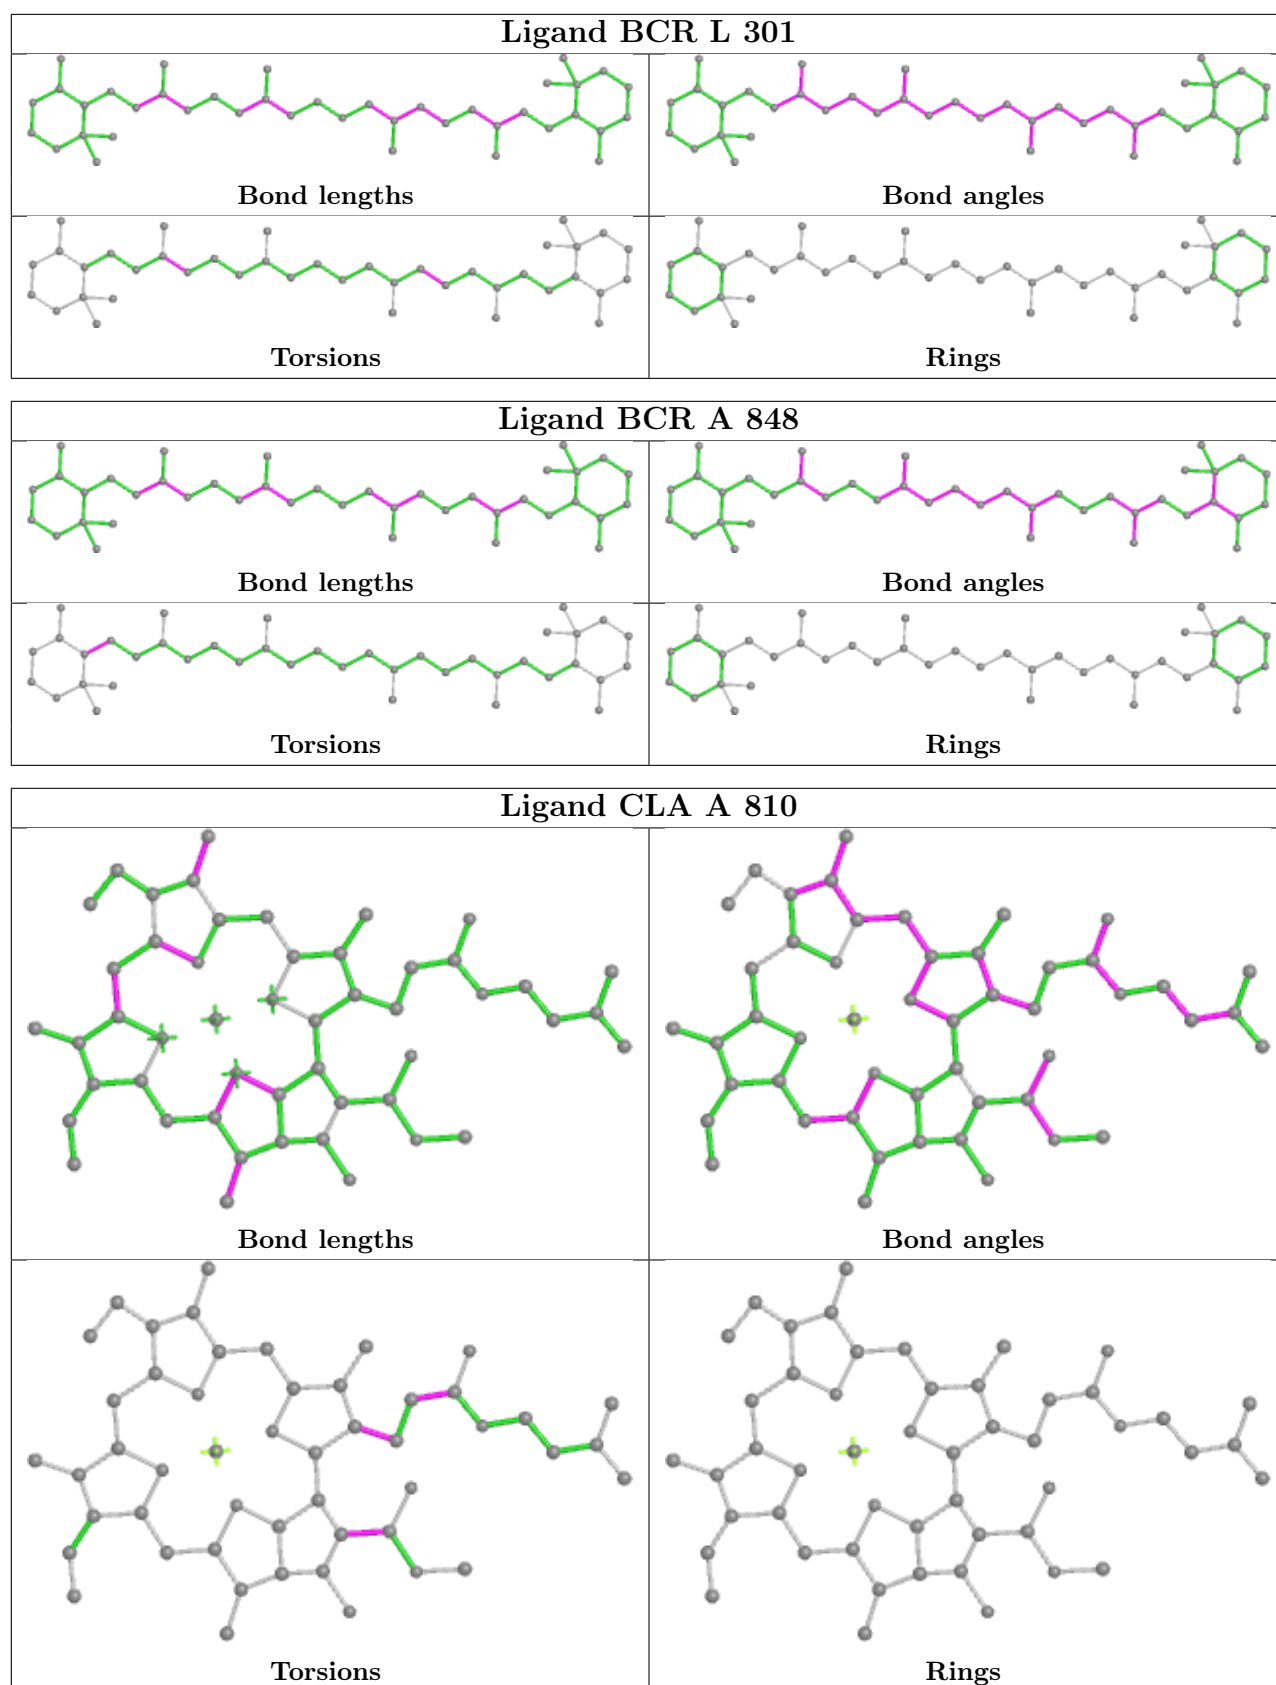 Ligand BCR L 301
Bond lengths
Bond angles
Torsions
Rings
Ligand BCR A 848
Bond lengths
Bond angles
Torsions
Rings
Ligand CLA A 810
Bond lengths
Bond angles
Torsions
Rings